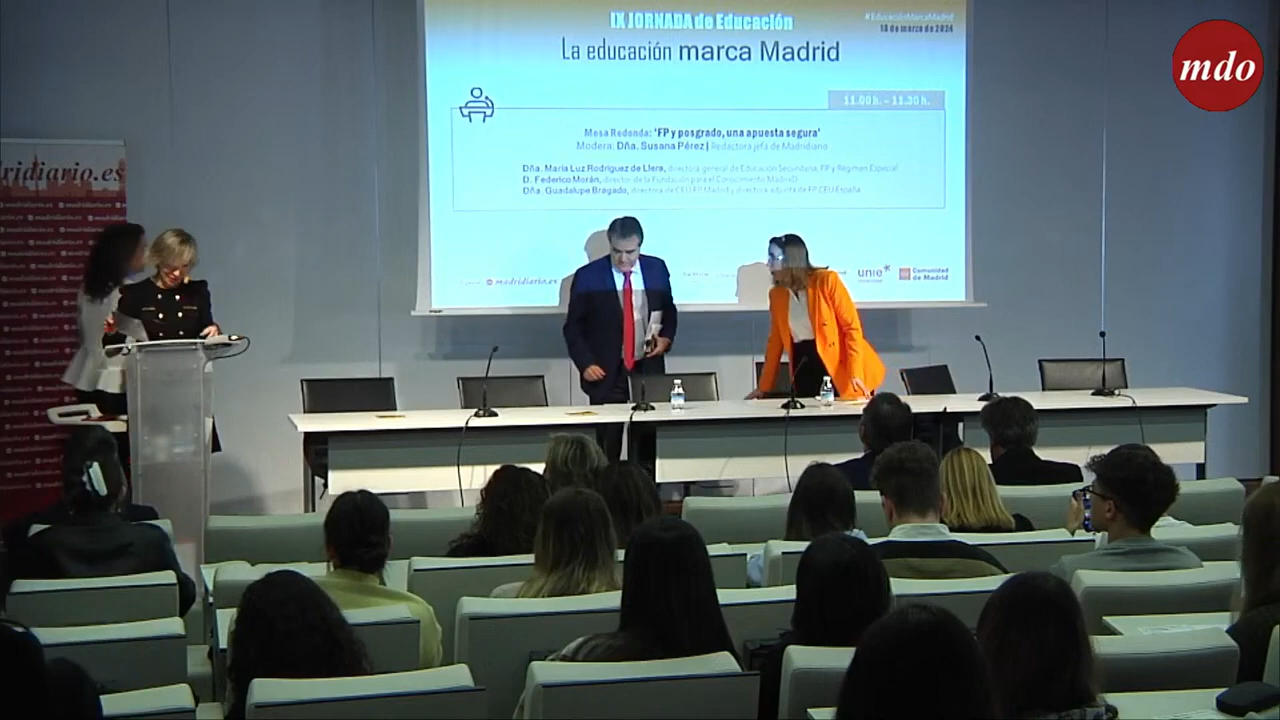 IX JORNADA de Educación
#EducaciónMarcaMadrid
18 de marzo de 2024
La educación marca Madrid
mdo
11.00 h. – 11.30 h.
Mesa Redonda: 'FP y posgrado, una apuesta segura'
Modera: Dña. Susana Pérez | Redactora jefa de Madridiario
Dña. María Luz Rodríguez de Llera, directora general de Educación Secundaria, FP y Régimen Especial
D. Federico Morán, director de la Fundación para el Conocimiento Madri+D
Dña. Guadalupe Bragado, directora de CEU FP Madrid y directora adjunta de FP CEU España
ridiario.es
madridiario.es
unie
Comunidad
de Madrid